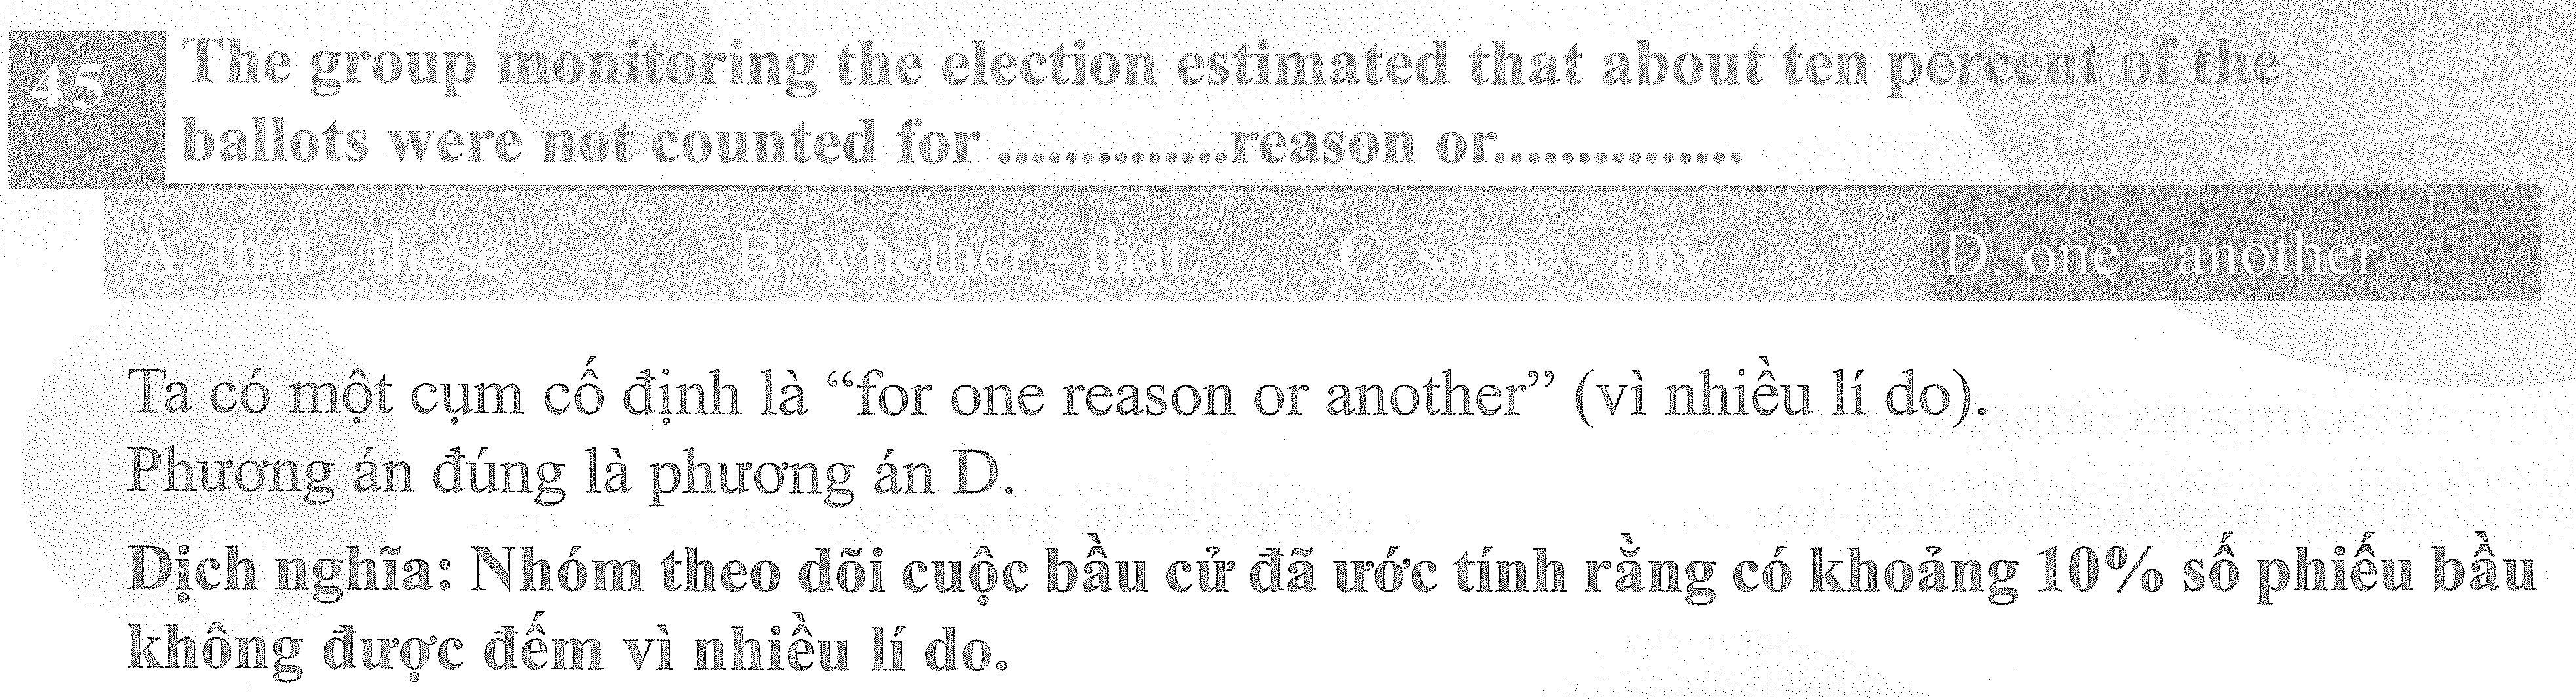 45
The group monitoring the election estimated that about ten percent of the
ballots were not counted for ..............reason or...............
A. that - these B. whether - that. C. some - any D. one - another
Ta có một cụm cố định là “for one reason or another” (vì nhiều lí do).
Phương án đúng là phương án D.
Dịch nghĩa: Nhóm theo dõi cuộc bầu cử đã ước tính rằng có khoảng 10% số phiếu bầu
không được đếm vì nhiều lí do.